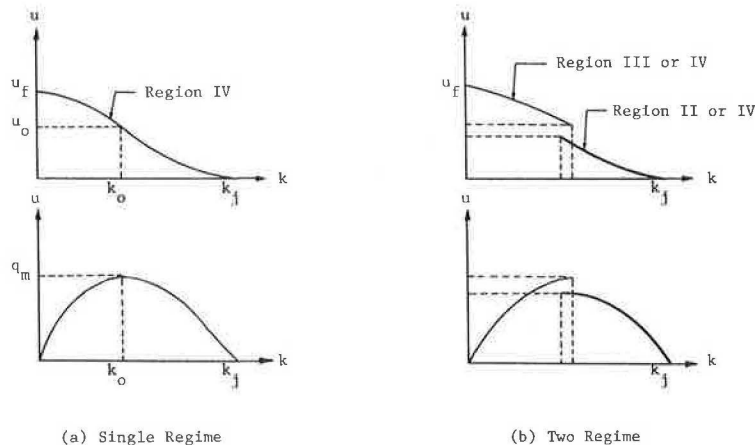 u
u_f
Region IV
u_o
k_o
k_j
k
u
q_m
k_o
k_j
k
(a) Single Regime
u
u_f
Region III or IV
Region II or IV
k_j
k
u
k_j
k
(b) Two Regime